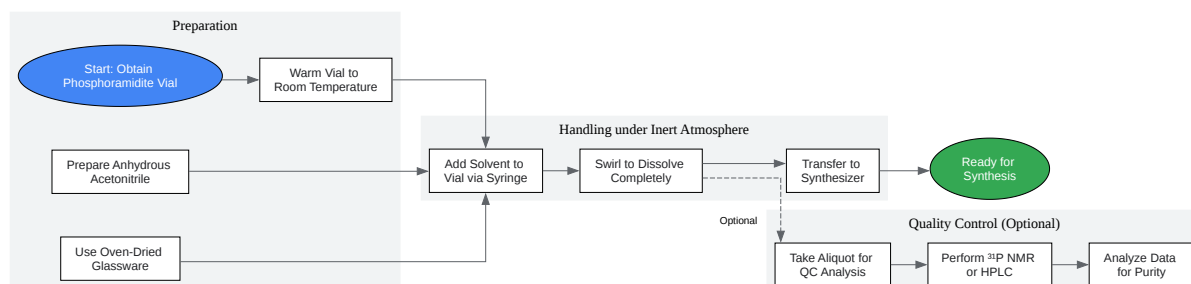 Preparation
Start: Obtain
Phosphoramidite Vial
Warm Vial to
Room Temperature
Prepare Anhydrous
Acetonitrile
Use Oven-Dried
Glassware
Handling under Inert Atmosphere
Add Solvent to
Vial via Syringe
Swirl to Dissolve
Completely
Transfer to
Synthesizer
Ready for
Synthesis
Optional
Quality Control (Optional)
Take Aliquot for
QC Analysis
Perform ³¹P NMR
or HPLC
Analyze Data
for Purity